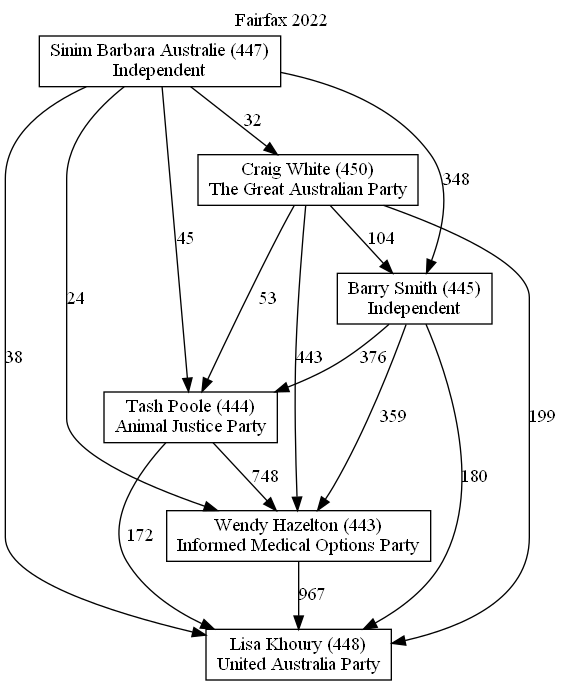 Fairfax 2022
Sinim Barbara Australie (447)
Independent
32
Craig White (450)
The Great Australian Party
348
45
104
Barry Smith (445)
Independent
24
53
38
443
376
199
Tash Poole (444)
Animal Justice Party
359
748
180
Wendy Hazelton (443)
Informed Medical Options Party
172
967
Lisa Khoury (448)
United Australia Party